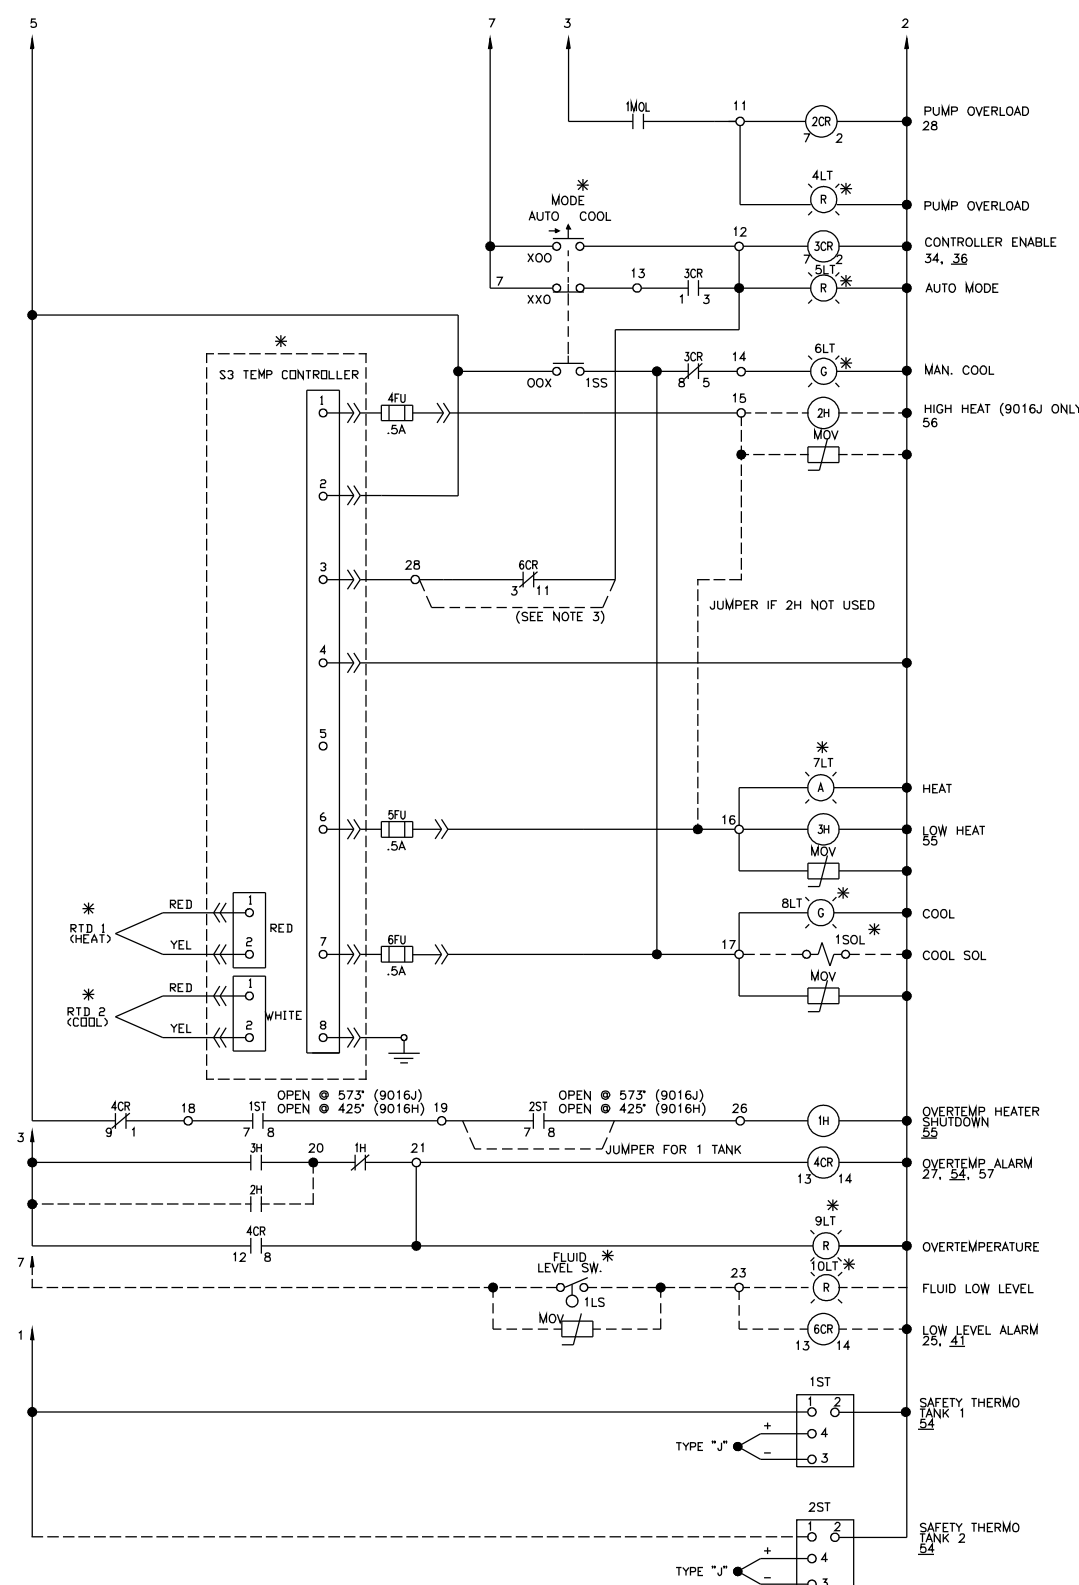 5
7
3
2
1MOL
11
2CR
7
2
PUMP OVERLOAD
28
4LT
R
PUMP OVERLOAD
MODE
AUTO COOL
XOO
12
3CR
7
2
CONTROLLER ENABLE
34, 36
7
XXO
13
3CR
1
3
5LT
R
AUTO MODE
S3 TEMP CONTROLLER
OOX
1SS
3CR
8
5
14
6LT
G
MAN. COOL
1
4FU
.5A
15
2H
HIGH HEAT (9016J ONLY
56
MOV
2
3
28
6CR
3
11
(SEE NOTE 3)
JUMPER IF 2H NOT USED
4
5
7LT
A
HEAT
6
5FU
.5A
16
3H
LOW HEAT
55
MOV
RTD 1
(HEAT)
RED
YEL
1
2
RED
8LT
G
COOL
7
6FU
.5A
17
1SOL
COOL SOL
MOV
RTD 2
(COOL)
RED
YEL
1
2
WHITE
8
4CR
9
1
18
OPEN @ 573° (9016J)
OPEN @ 425° (9016H)
1ST
7
8
19
OPEN @ 573° (9016J)
OPEN @ 425° (9016H)
2ST
7
8
26
1H
OVERTEMP HEATER
SHUTDOWN
55
JUMPER FOR 1 TANK
3
3H
20
1H
21
4CR
13
14
OVERTEMP ALARM
27, 54, 57
2H
4CR
12
8
9LT
R
OVERTEMPERATURE
7
FLUID
LEVEL SW.
1LS
MOV
23
10LT
R
FLUID LOW LEVEL
6CR
13
14
LOW LEVEL ALARM
25, 41
1
1ST
1
2
4
3
TYPE "J"
+
−
SAFETY THERMO
TANK 1
54
2ST
1
2
4
3
TYPE "J"
+
−
SAFETY THERMO
TANK 2
54